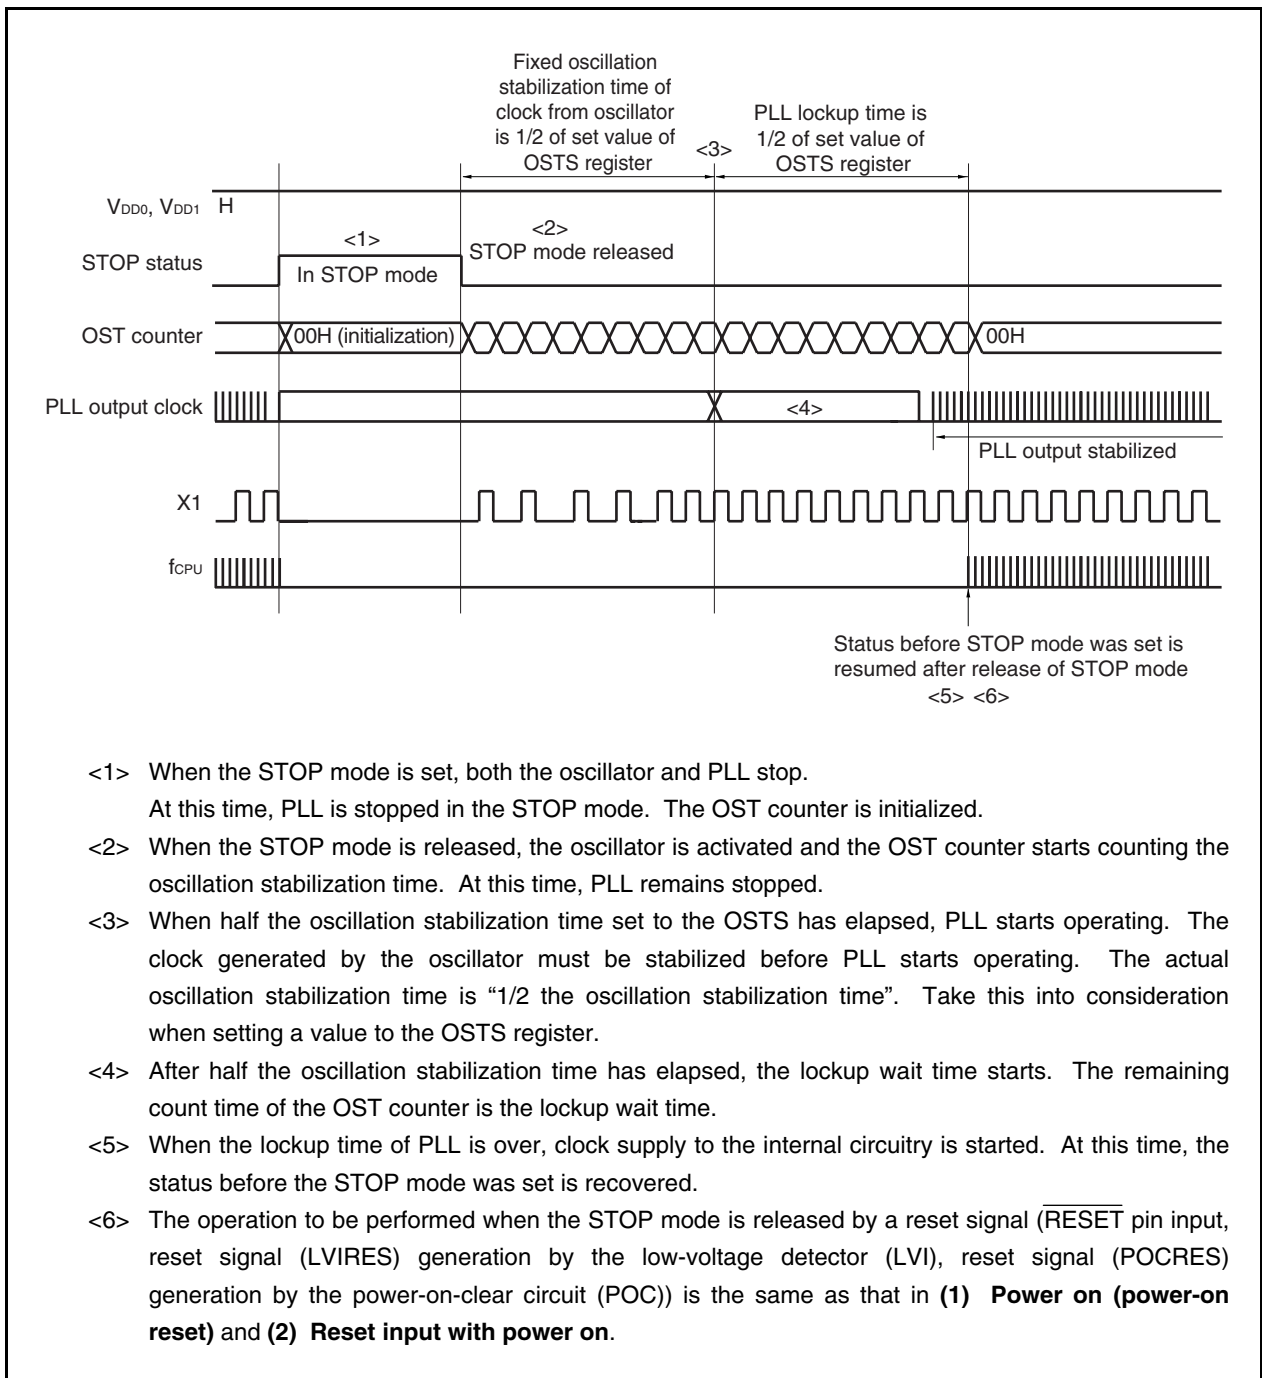 Fixed oscillation
stabilization time of
clock from oscillator
is 1/2 of set value of
OSTS register
<3>
PLL lockup time is
1/2 of set value of
OSTS register
VDD0, VDD1 H
<1>
<2>
STOP status
In STOP mode
STOP mode released
OST counter
00H (initialization)
00H
PLL output clock
<4>
PLL output stabilized
X1
fCPU
Status before STOP mode was set is
resumed after release of STOP mode
<5> <6>
<1> When the STOP mode is set, both the oscillator and PLL stop.
At this time, PLL is stopped in the STOP mode. The OST counter is initialized.
<2> When the STOP mode is released, the oscillator is activated and the OST counter starts counting the
oscillation stabilization time. At this time, PLL remains stopped.
<3> When half the oscillation stabilization time set to the OSTS has elapsed, PLL starts operating. The
clock generated by the oscillator must be stabilized before PLL starts operating. The actual
oscillation stabilization time is “1/2 the oscillation stabilization time”. Take this into consideration
when setting a value to the OSTS register.
<4> After half the oscillation stabilization time has elapsed, the lockup wait time starts. The remaining
count time of the OST counter is the lockup wait time.
<5> When the lockup time of PLL is over, clock supply to the internal circuitry is started. At this time, the
status before the STOP mode was set is recovered.
<6> The operation to be performed when the STOP mode is released by a reset signal (RESET pin input,
reset signal (LVIRES) generation by the low-voltage detector (LVI), reset signal (POCRES)
generation by the power-on-clear circuit (POC)) is the same as that in (1) Power on (power-on
reset) and (2) Reset input with power on.